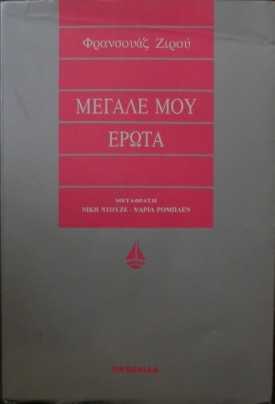 Φρανσουάζ Ζιρού
ΜΕΓΑΛΕ ΜΟΥ
ΕΡΩΤΑ
ΜΕΤΑΦΡΑΣΗ
ΝΙΚΗ ΝΤΟΥΖΕ - ΜΑΡΙΑ ΡΟΜΠΛΕΝ
ΩΚΕΑΝΙΔΑ